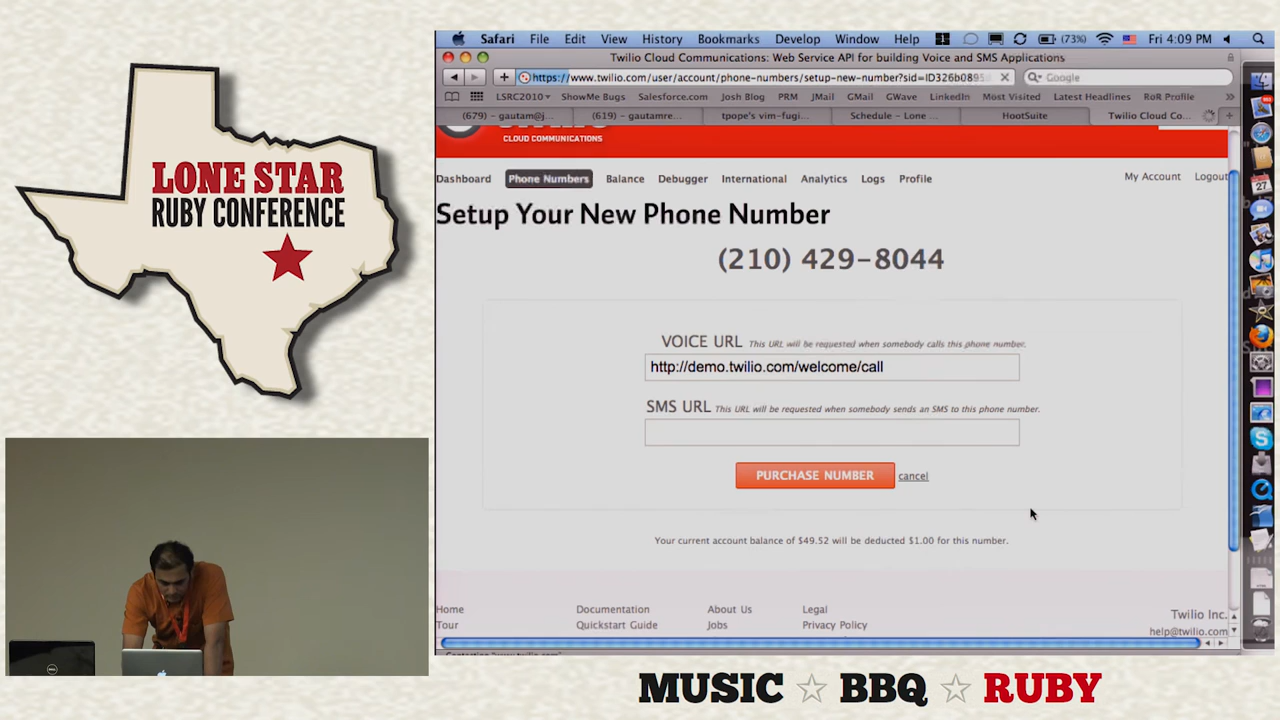 LONE STAR
RUBY CONFERENCE
Safari File Edit View History Bookmarks Develop Window Help (73%) Fri 4:09 PM
Twilio Cloud Communications: Web Service API for building Voice and SMS Applications
https://www.twilio.com/user/account/phone-numbers/setup-new-number?sid=ID326b0895 Google
LSRC2010 ShowMe Bugs Salesforce.com Josh Blog PRM JMail GMail GWave LinkedIn Most Visited Latest Headlines RoR Profile
(679) - gautam@j... (619) - gautamre... tpope's vim-fugi... Schedule - Lone ... HootSuite Twilio Cloud Co...
CLOUD COMMUNICATIONS
Dashboard Phone Numbers Balance Debugger International Analytics Logs Profile My Account Logout
Setup Your New Phone Number
(210) 429-8044
VOICE URL This URL will be requested when somebody calls this phone number.
http://demo.twilio.com/welcome/call
SMS URL This URL will be requested when somebody sends an SMS to this phone number.
PURCHASE NUMBER cancel
Your current account balance of $49.52 will be deducted $1.00 for this number.
Home Documentation About Us Legal Twilio Inc.
Tour Quickstart Guide Jobs Privacy Policy help@twilio.com
MUSIC ☆ BBQ ☆ RUBY